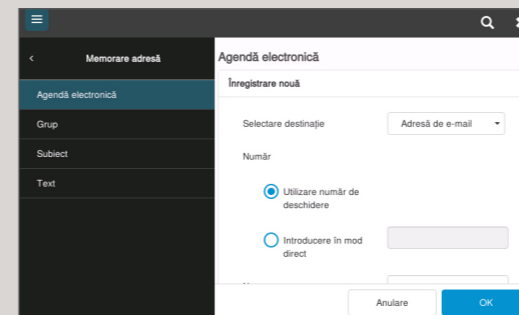 Memorare adresă
Agendă electronică
Grup
Subiect
Text
Agendă electronică
Înregistrare nouă
Selectare destinație
Adresă de e-mail
Număr
Utilizare număr de
deschidere
Introducere în mod
direct
Anulare
OK